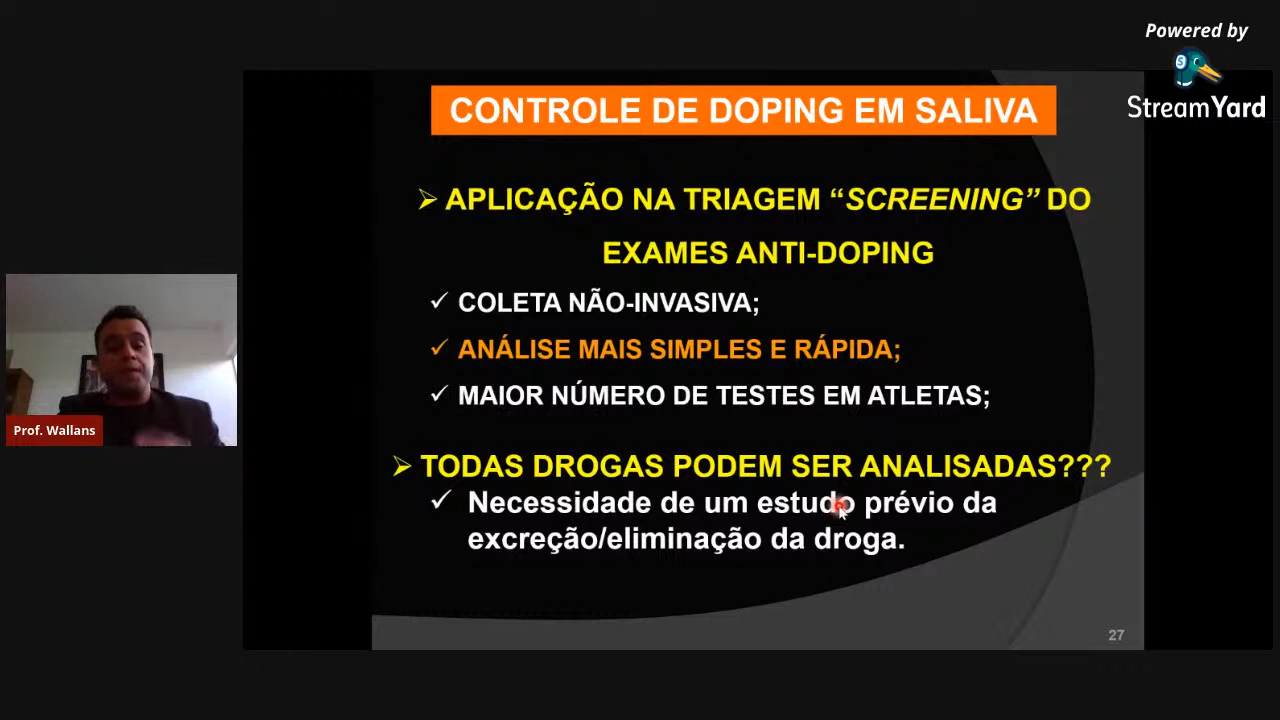 Powered by
StreamYard
CONTROLE DE DOPING EM SALIVA
➢ APLICAÇÃO NA TRIAGEM “SCREENING” DO
EXAMES ANTI-DOPING
✓ COLETA NÃO-INVASIVA;
✓ ANÁLISE MAIS SIMPLES E RÁPIDA;
✓ MAIOR NÚMERO DE TESTES EM ATLETAS;
➢ TODAS DROGAS PODEM SER ANALISADAS???
✓ Necessidade de um estudo prévio da
excreção/eliminação da droga.
Prof. Wallans
27